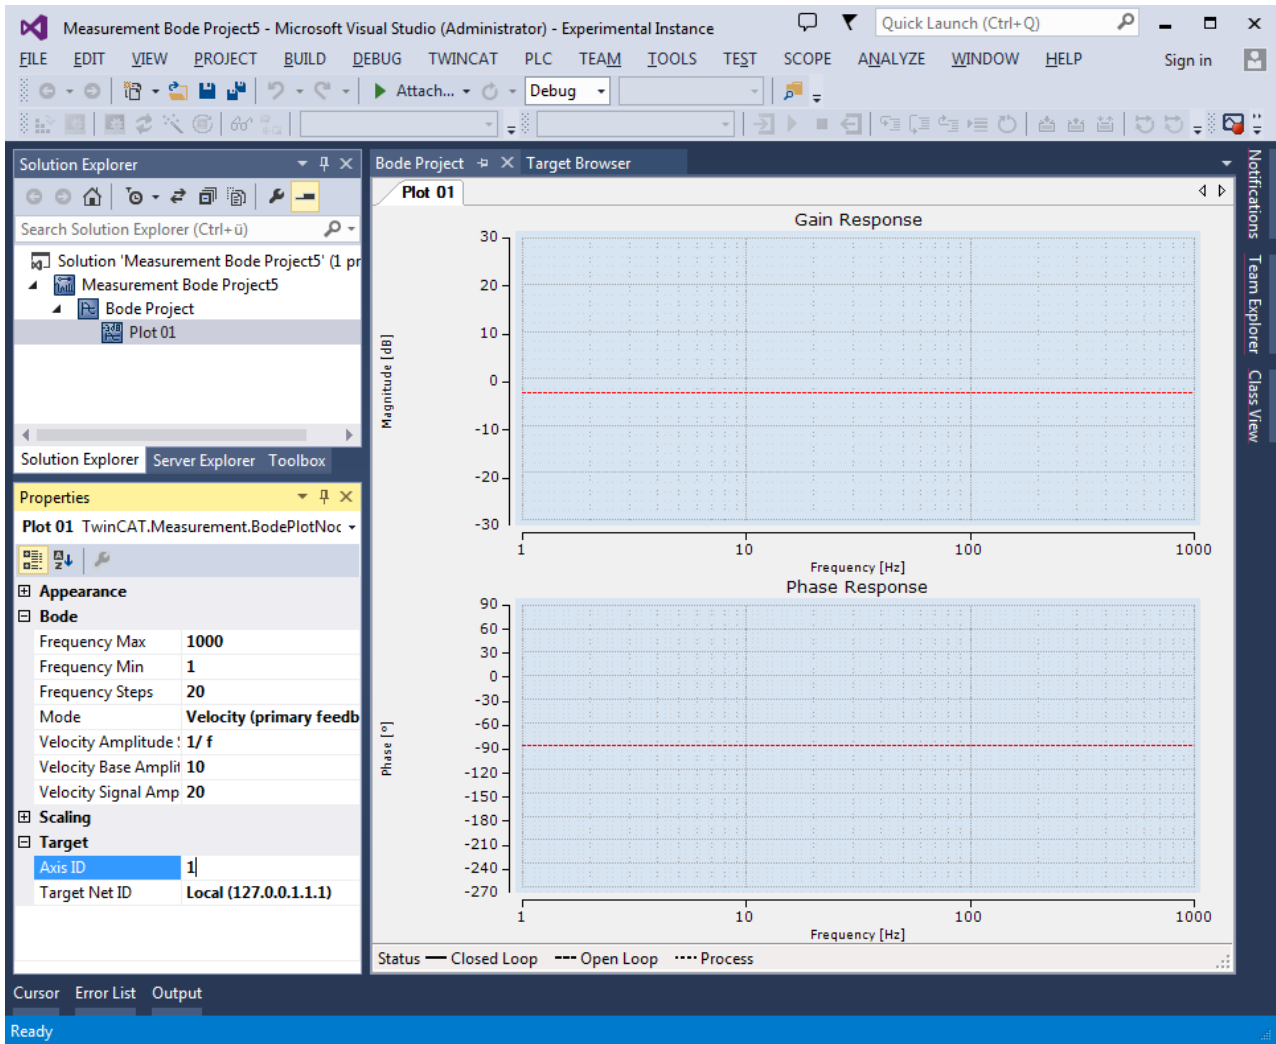 Measurement Bode Project5 - Microsoft Visual Studio (Administrator) - Experimental Instance
Quick Launch (Ctrl+Q)
FILE EDIT VIEW PROJECT BUILD DEBUG TWINCAT PLC TEAM TOOLS TEST SCOPE ANALYZE WINDOW HELP Sign in
Attach... Debug
Solution Explorer
Search Solution Explorer (Ctrl+ü)
Solution 'Measurement Bode Project5' (1 pr
Measurement Bode Project5
Bode Project
Plot 01
Solution Explorer Server Explorer Toolbox
Properties
Plot 01 TwinCAT.Measurement.BodePlotNoc
Appearance
Bode
Frequency Max 1000
Frequency Min 1
Frequency Steps 20
Mode Velocity (primary feedb
Velocity Amplitude 1/ f
Velocity Base Amplit 10
Velocity Signal Amp 20
Scaling
Target
Axis ID 1
Target Net ID Local (127.0.0.1.1.1)
Bode Project Target Browser
Plot 01
Gain Response
Magnitude [dB]
30
20
10
0
-10
-20
-30
1 10 100 1000
Frequency [Hz]
Phase Response
Phase [º]
90
60
30
0
-30
-60
-90
-120
-150
-180
-210
-240
-270
1 10 100 1000
Frequency [Hz]
Status Closed Loop Open Loop Process
Notifications
Team Explorer
Class View
Cursor Error List Output
Ready